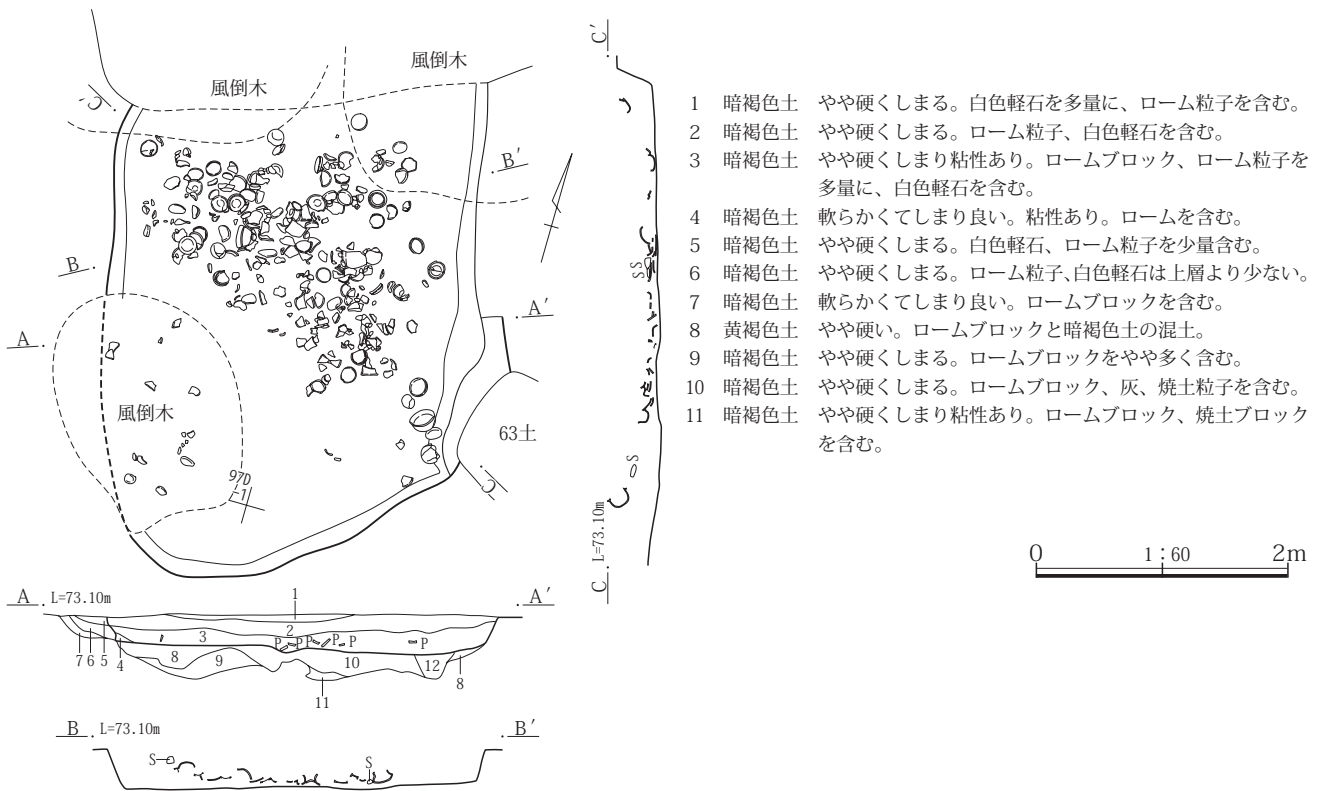 風倒木
風倒木
C′
B′
B
A′
A
風倒木
63土
97D
-1
C
C′
S
S
S
L=73.10m
C
1 暗褐色土 やや硬くしまる。白色軽石を多量に、ローム粒子を含む。
2 暗褐色土 やや硬くしまる。ローム粒子、白色軽石を含む。
3 暗褐色土 やや硬くしまり粘性あり。ロームブロック、ローム粒子を
多量に、白色軽石を含む。
4 暗褐色土 軟らかくてしまり良い。粘性あり。ロームを含む。
5 暗褐色土 やや硬くしまる。白色軽石、ローム粒子を少量含む。
6 暗褐色土 やや硬くしまる。ローム粒子、白色軽石は上層より少ない。
7 暗褐色土 軟らかくてしまり良い。ロームブロックを含む。
8 黄褐色土 やや硬い。ロームブロックと暗褐色土の混土。
9 暗褐色土 やや硬くしまる。ロームブロックをやや多く含む。
10 暗褐色土 やや硬くしまる。ロームブロック、灰、焼土粒子を含む。
11 暗褐色土 やや硬くしまり粘性あり。ロームブロック、焼土ブロック
を含む。
0 1：60 2m
A L=73.10m 1 A′
3 2 P P P P P P
7 6 5 4 8 9 10 12 8
11
B L=73.10m B′
S S